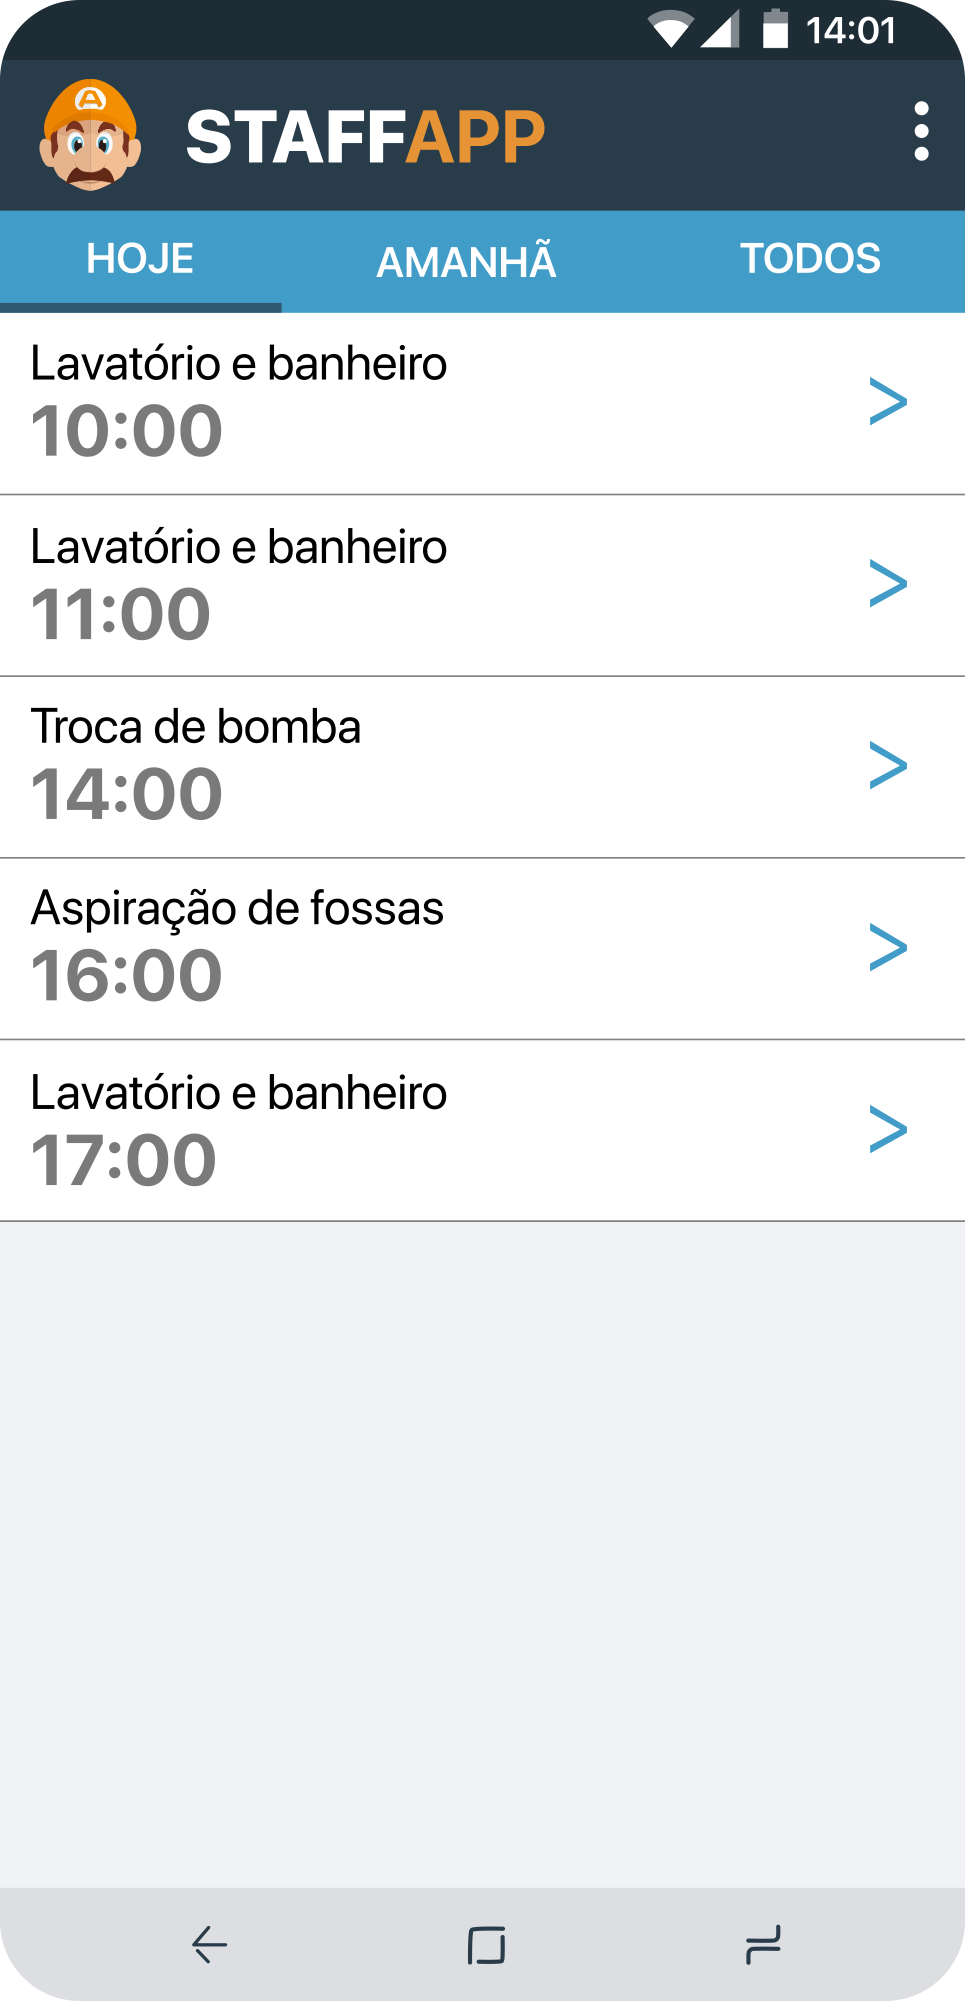 14:01
A
STAFFAPP
HOJE AMANHÃ TODOS
Lavatório e banheiro
10:00
>
Lavatório e banheiro
11:00
>
Troca de bomba
14:00
>
Aspiração de fossas
16:00
>
Lavatório e banheiro
17:00
>